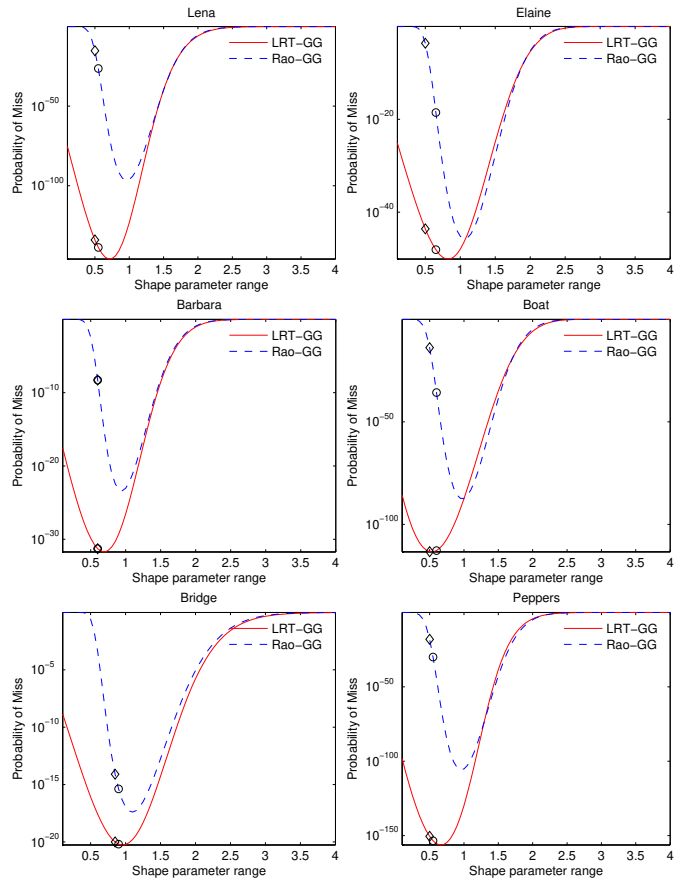 Lena
Probability of Miss
10^-50
10^-100
LRT−GG
Rao−GG
0.5 1 1.5 2 2.5 3 3.5 4
Shape parameter range
Elaine
Probability of Miss
10^-20
10^-40
LRT−GG
Rao−GG
0.5 1 1.5 2 2.5 3 3.5 4
Shape parameter range
Barbara
Probability of Miss
10^-10
10^-20
10^-30
LRT−GG
Rao−GG
0.5 1 1.5 2 2.5 3 3.5 4
Shape parameter range
Boat
Probability of Miss
10^-50
10^-100
LRT−GG
Rao−GG
0.5 1 1.5 2 2.5 3 3.5 4
Shape parameter range
Bridge
Probability of Miss
10^-5
10^-10
10^-15
10^-20
LRT−GG
Rao−GG
0.5 1 1.5 2 2.5 3 3.5 4
Shape parameter range
Peppers
Probability of Miss
10^-50
10^-100
10^-150
LRT−GG
Rao−GG
0.5 1 1.5 2 2.5 3 3.5 4
Shape parameter range